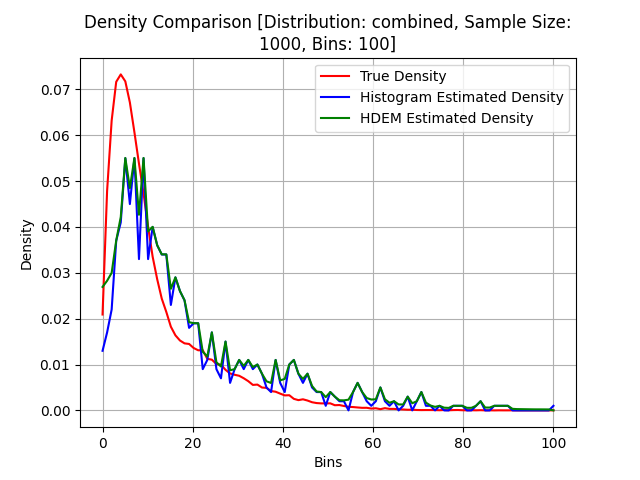 Density Comparison [Distribution: combined, Sample Size:
1000, Bins: 100]
True Density
Histogram Estimated Density
HDEM Estimated Density
Density
0.07
0.06
0.05
0.04
0.03
0.02
0.01
0.00
0 20 40 60 80 100
Bins